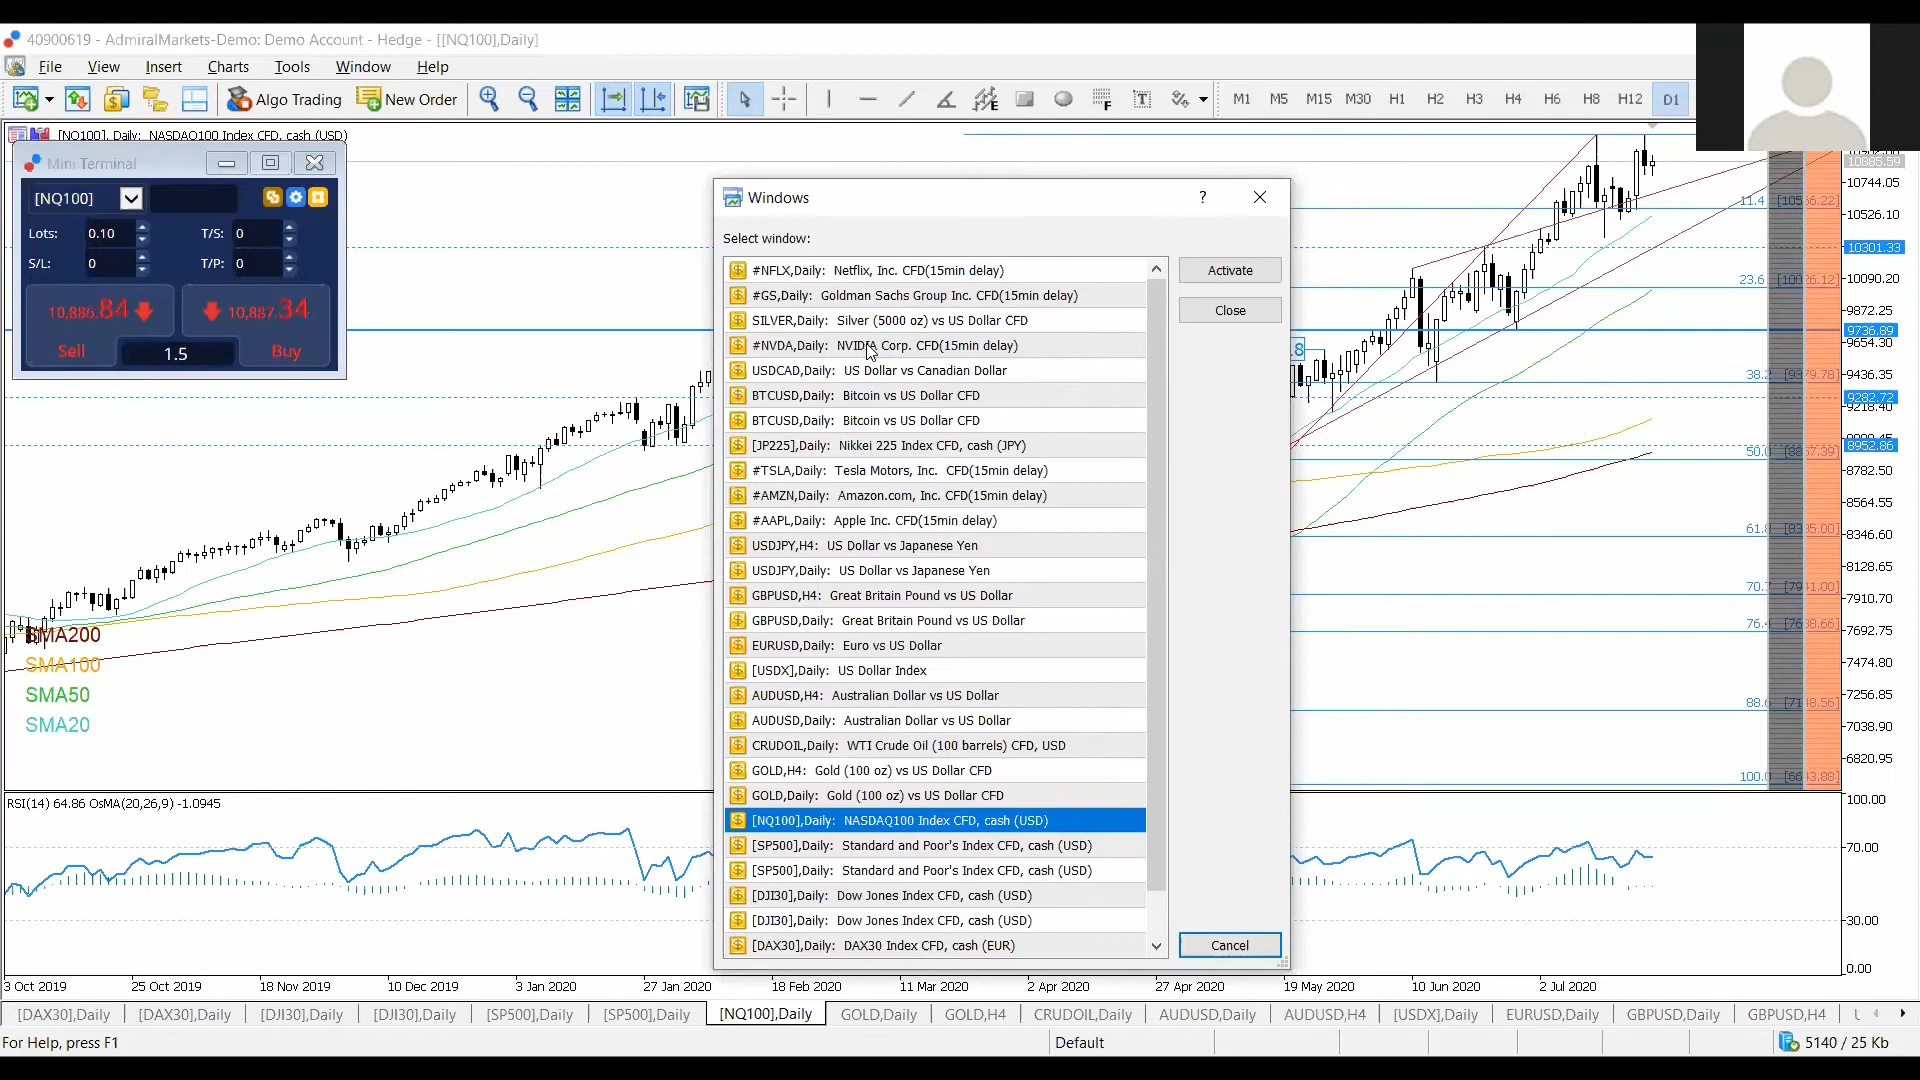 40900619 - AdmiralMarkets-Demo: Demo Account - Hedge - [[NQ100],Daily]
File View Insert Charts Tools Window Help
Algo Trading New Order M1 M5 M15 M30 H1 H2 H3 H4 H6 H8 H12 D1
[NQ100], Daily: NASDAQ100 Index CFD, cash (USD)
Mini Terminal
[NQ100]
Lots: 0.10 T/S: 0
S/L: 0 T/P: 0
10,886.84 10,887.34
Sell 1.5 Buy
SMA200
SMA100
SMA50
SMA20
Windows ?
Select window:
#NFLX,Daily: Netflix, Inc. CFD(15min delay)
#GS,Daily: Goldman Sachs Group Inc. CFD(15min delay)
SILVER,Daily: Silver (5000 oz) vs US Dollar CFD
#NVDA,Daily: NVIDIA Corp. CFD(15min delay)
USDCAD,Daily: US Dollar vs Canadian Dollar
BTCUSD,Daily: Bitcoin vs US Dollar CFD
BTCUSD,Daily: Bitcoin vs US Dollar CFD
[JP225],Daily: Nikkei 225 Index CFD, cash (JPY)
#TSLA,Daily: Tesla Motors, Inc. CFD(15min delay)
#AMZN,Daily: Amazon.com, Inc. CFD(15min delay)
#AAPL,Daily: Apple Inc. CFD(15min delay)
USDJPY,H4: US Dollar vs Japanese Yen
USDJPY,Daily: US Dollar vs Japanese Yen
GBPUSD,H4: Great Britain Pound vs US Dollar
GBPUSD,Daily: Great Britain Pound vs US Dollar
EURUSD,Daily: Euro vs US Dollar
[USDX],Daily: US Dollar Index
AUDUSD,H4: Australian Dollar vs US Dollar
AUDUSD,Daily: Australian Dollar vs US Dollar
CRUDOIL,Daily: WTI Crude Oil (100 barrels) CFD, USD
GOLD,H4: Gold (100 oz) vs US Dollar CFD
GOLD,Daily: Gold (100 oz) vs US Dollar CFD
[NQ100],Daily: NASDAQ100 Index CFD, cash (USD)
[SP500],Daily: Standard and Poor's Index CFD, cash (USD)
[SP500],Daily: Standard and Poor's Index CFD, cash (USD)
[DJI30],Daily: Dow Jones Index CFD, cash (USD)
[DJI30],Daily: Dow Jones Index CFD, cash (USD)
[DAX30],Daily: DAX30 Index CFD, cash (EUR)
Activate
Close
Cancel
10885.59
10744.05
11.4
10526.10
10301.33
23.6
10090.20
9872.25
9736.89
9654.30
38.2
9436.35
9282.72
9218.40
8952.86
50.0
8782.50
8564.55
61.8
8346.60
8128.65
7910.70
7692.75
7474.80
7256.85
7038.90
6820.95
RSI(14) 64.86 OsMA(20,26,9) -1.0945
100.00
70.00
30.00
0.00
3 Oct 2019 25 Oct 2019 18 Nov 2019 10 Dec 2019 3 Jan 2020 27 Jan 2020 18 Feb 2020 11 Mar 2020 2 Apr 2020 27 Apr 2020 19 May 2020 10 Jun 2020 2 Jul 2020
[DAX30],Daily [DAX30],Daily [DJI30],Daily [DJI30],Daily [SP500],Daily [SP500],Daily [NQ100],Daily GOLD,Daily GOLD,H4 CRUDOIL,Daily AUDUSD,Daily AUDUSD,H4 [USDX],Daily EURUSD,Daily GBPUSD,Daily GBPUSD,H4
For Help, press F1 Default 5140 / 25 Kb